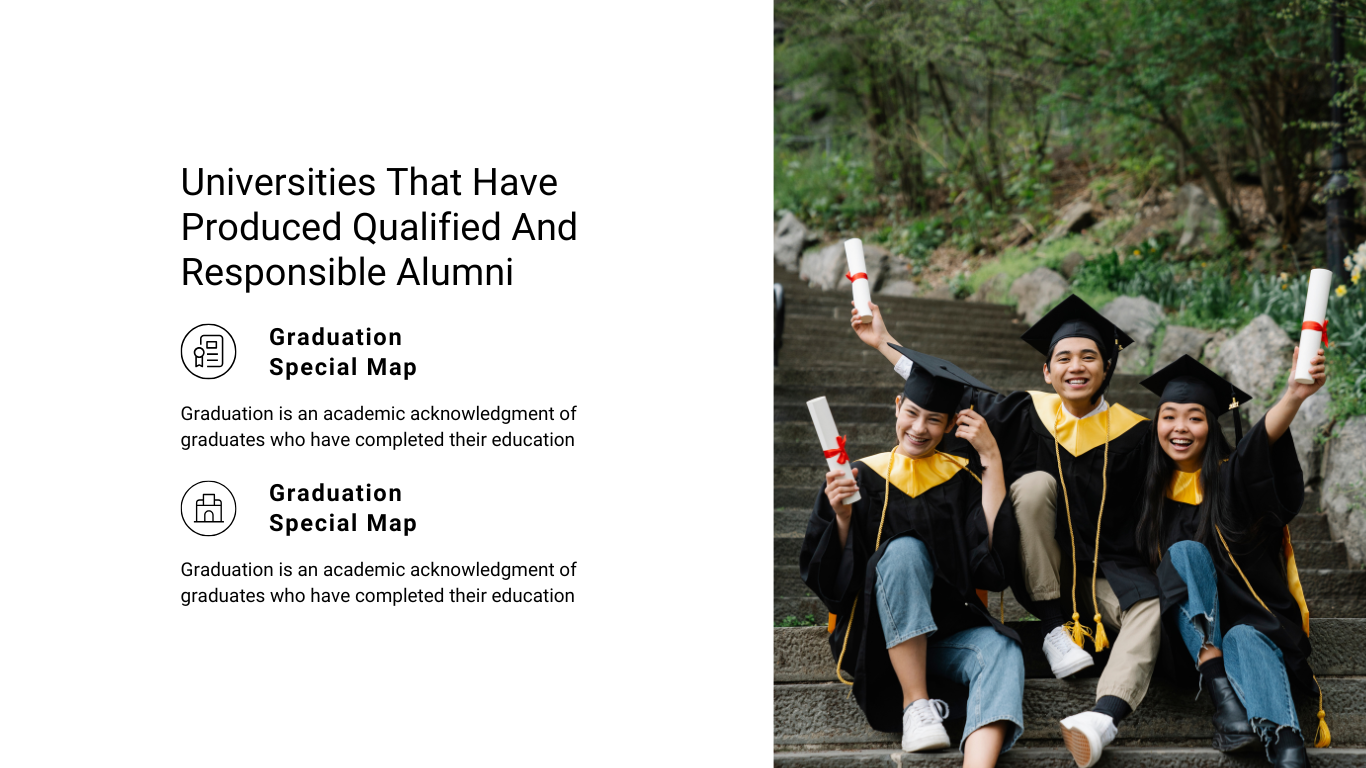 Universities That Have
Produced Qualified And
Responsible Alumni
Graduation
Special Map
Graduation is an academic acknowledgment of
graduates who have completed their education
Graduation
Special Map
Graduation is an academic acknowledgment of
graduates who have completed their education